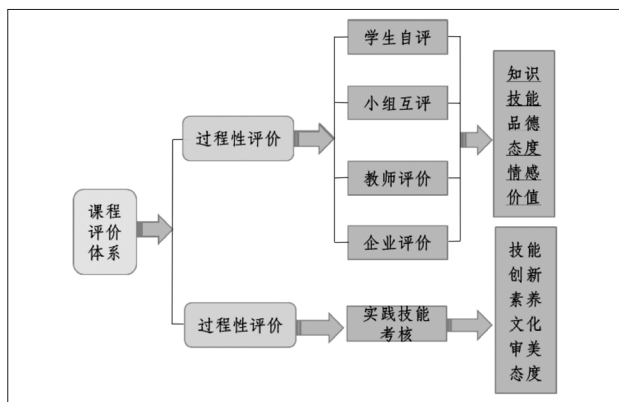 学生自评
小组互评
过程性评价
教师评价
企业评价
知识
技能
品德
态度
情感
价值
课程
评价
体系
过程性评价
实践技能
考核
技能
创新
素养
文化
审美
态度